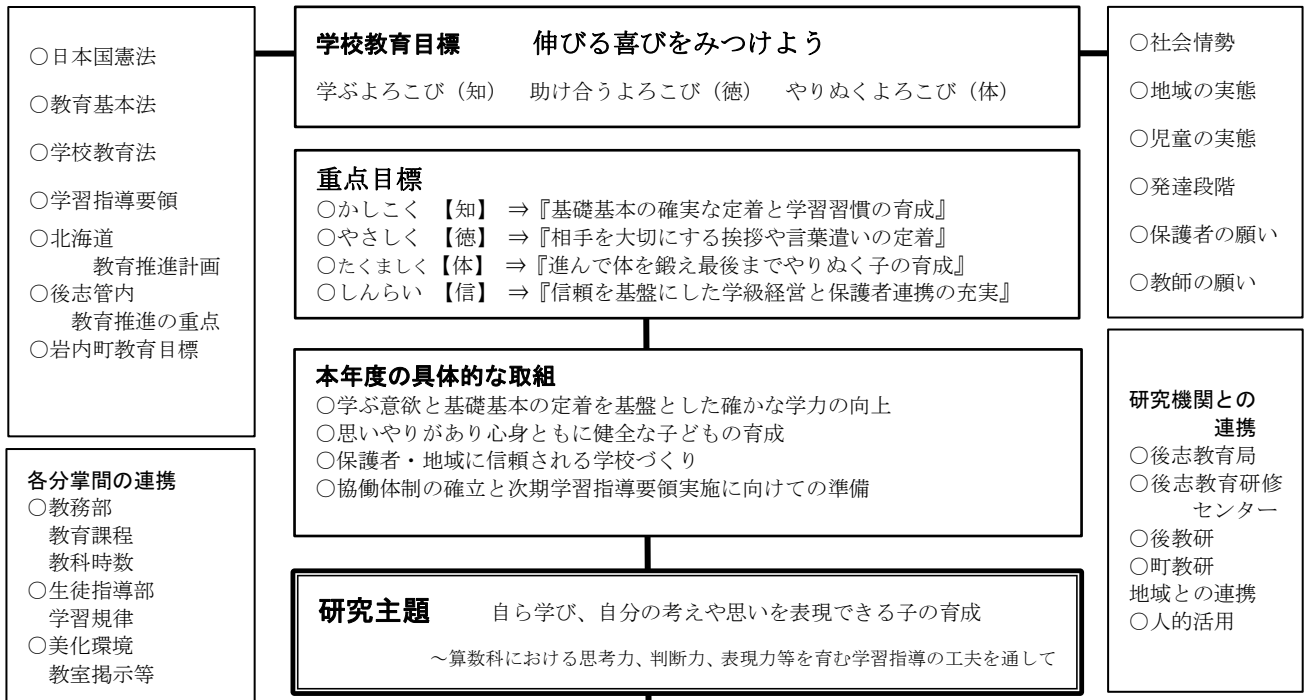 ○日本国憲法
○教育基本法
○学校教育法
○学習指導要領
○北海道
教育推進計画
○後志管内
教育推進の重点
○岩内町教育目標
学校教育目標 伸びる喜びをみつけよう
学ぶよろこび（知） 助け合うよろこび（徳） やりぬくよろこび（体）
○社会情勢
○地域の実態
○児童の実態
○発達段階
○保護者の願い
○教師の願い
重点目標
○かしこく 【知】 ⇒『基礎基本の確実な定着と学習習慣の育成』
○やさしく 【徳】 ⇒『相手を大切にする挨拶や言葉遣いの定着』
○たくましく【体】 ⇒『進んで体を鍛え最後までやりぬく子の育成』
○しんらい 【信】 ⇒『信頼を基盤にした学級経営と保護者連携の充実』
本年度の具体的な取組
○学ぶ意欲と基礎基本の定着を基盤とした確かな学力の向上
○思いやりがあり心身ともに健全な子どもの育成
○保護者・地域に信頼される学校づくり
○協働体制の確立と次期学習指導要領実施に向けての準備
各分掌間の連携
○教務部
教育課程
教科時数
○生徒指導部
学習規律
○美化環境
教室掲示等
研究機関との
連携
○後志教育局
○後志教育研修
センター
○後教研
○町教研
地域との連携
○人的活用
研究主題 自ら学び、自分の考えや思いを表現できる子の育成
～算数科における思考力、判断力、表現力等を育む学習指導の工夫を通して